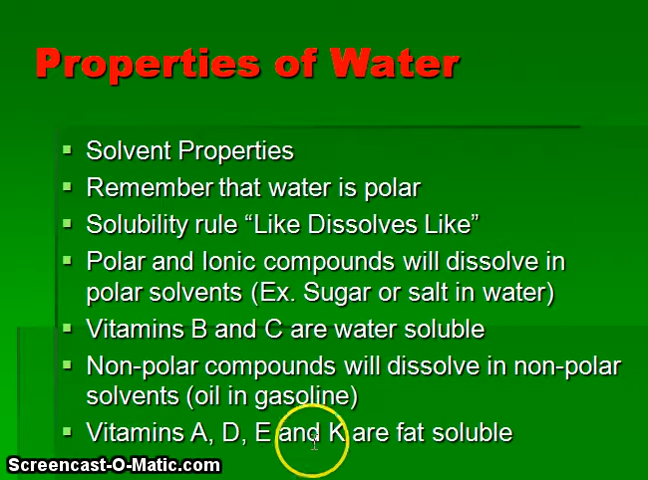 Properties of Water
Solvent Properties
Remember that water is polar
Solubility rule “Like Dissolves Like”
Polar and Ionic compounds will dissolve in
polar solvents (Ex. Sugar or salt in water)
Vitamins B and C are water soluble
Non-polar compounds will dissolve in non-polar
solvents (oil in gasoline)
Vitamins A, D, E and K are fat soluble
Screencast-O-Matic.com